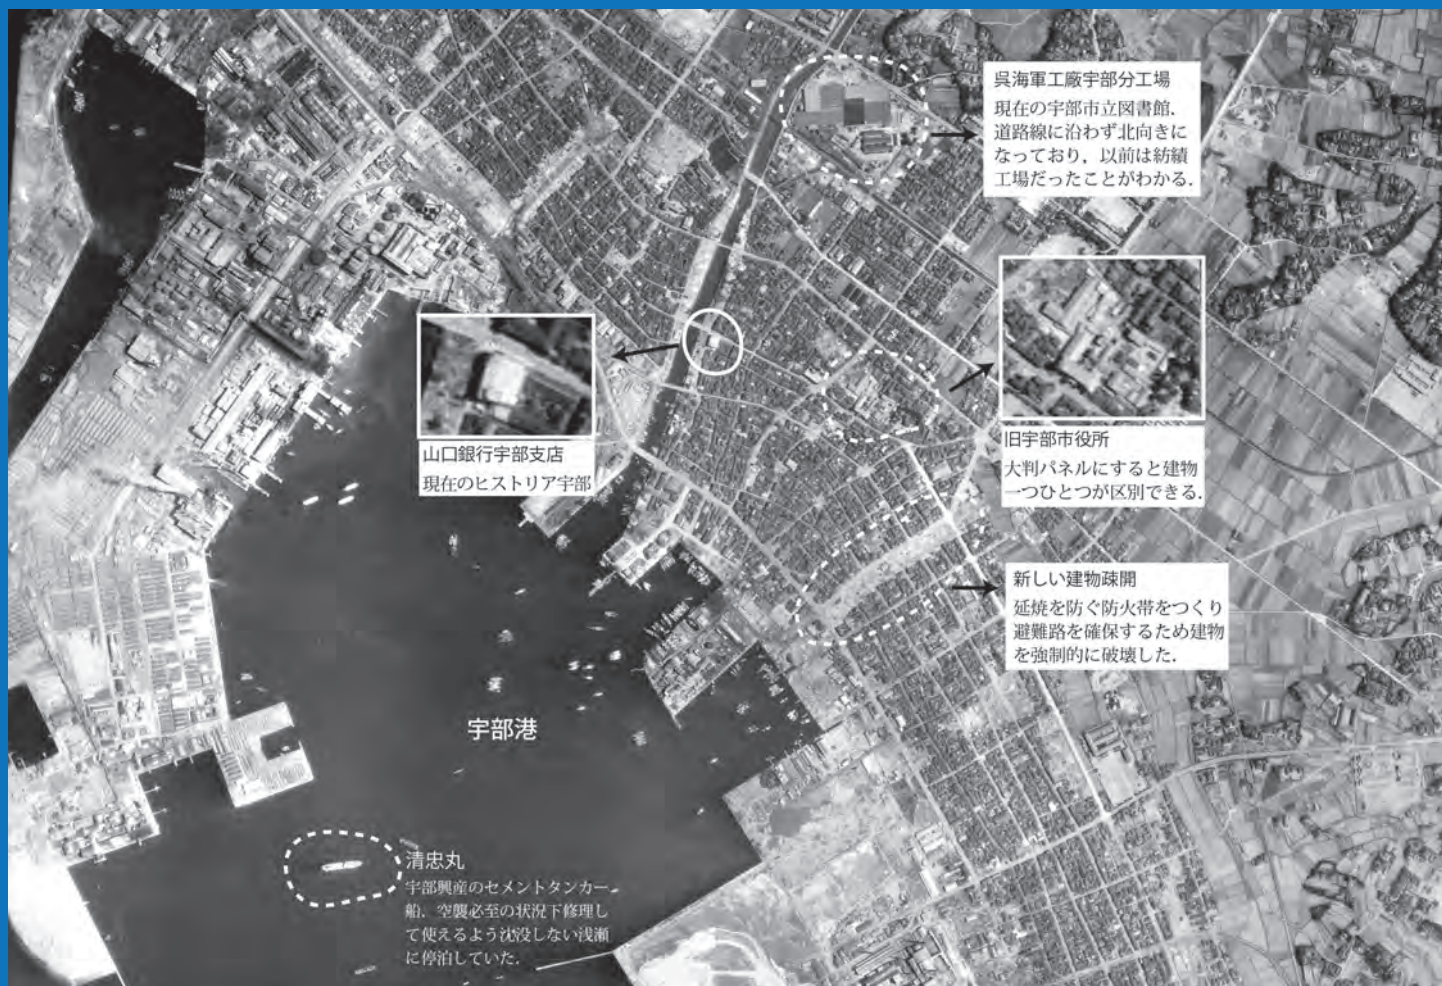 呉海軍工廠宇部分工場
現在の宇部市立図書館．
道路線に沿わず北向きに
なっており，以前は紡績
工場だったことがわかる．
山口銀行宇部支店
現在のヒストリア宇部
旧宇部市役所
大判パネルにすると建物
一つひとつが区別できる．
新しい建物疎開
延焼を防ぐ防火帯をつくり
避難路を確保するため建物
を強制的に破壊した．
宇部港
清忠丸
宇部興産のセメントタンカー
船．空襲必至の状況下修理し
て使えるよう沈没しない浅瀬
に停泊していた．